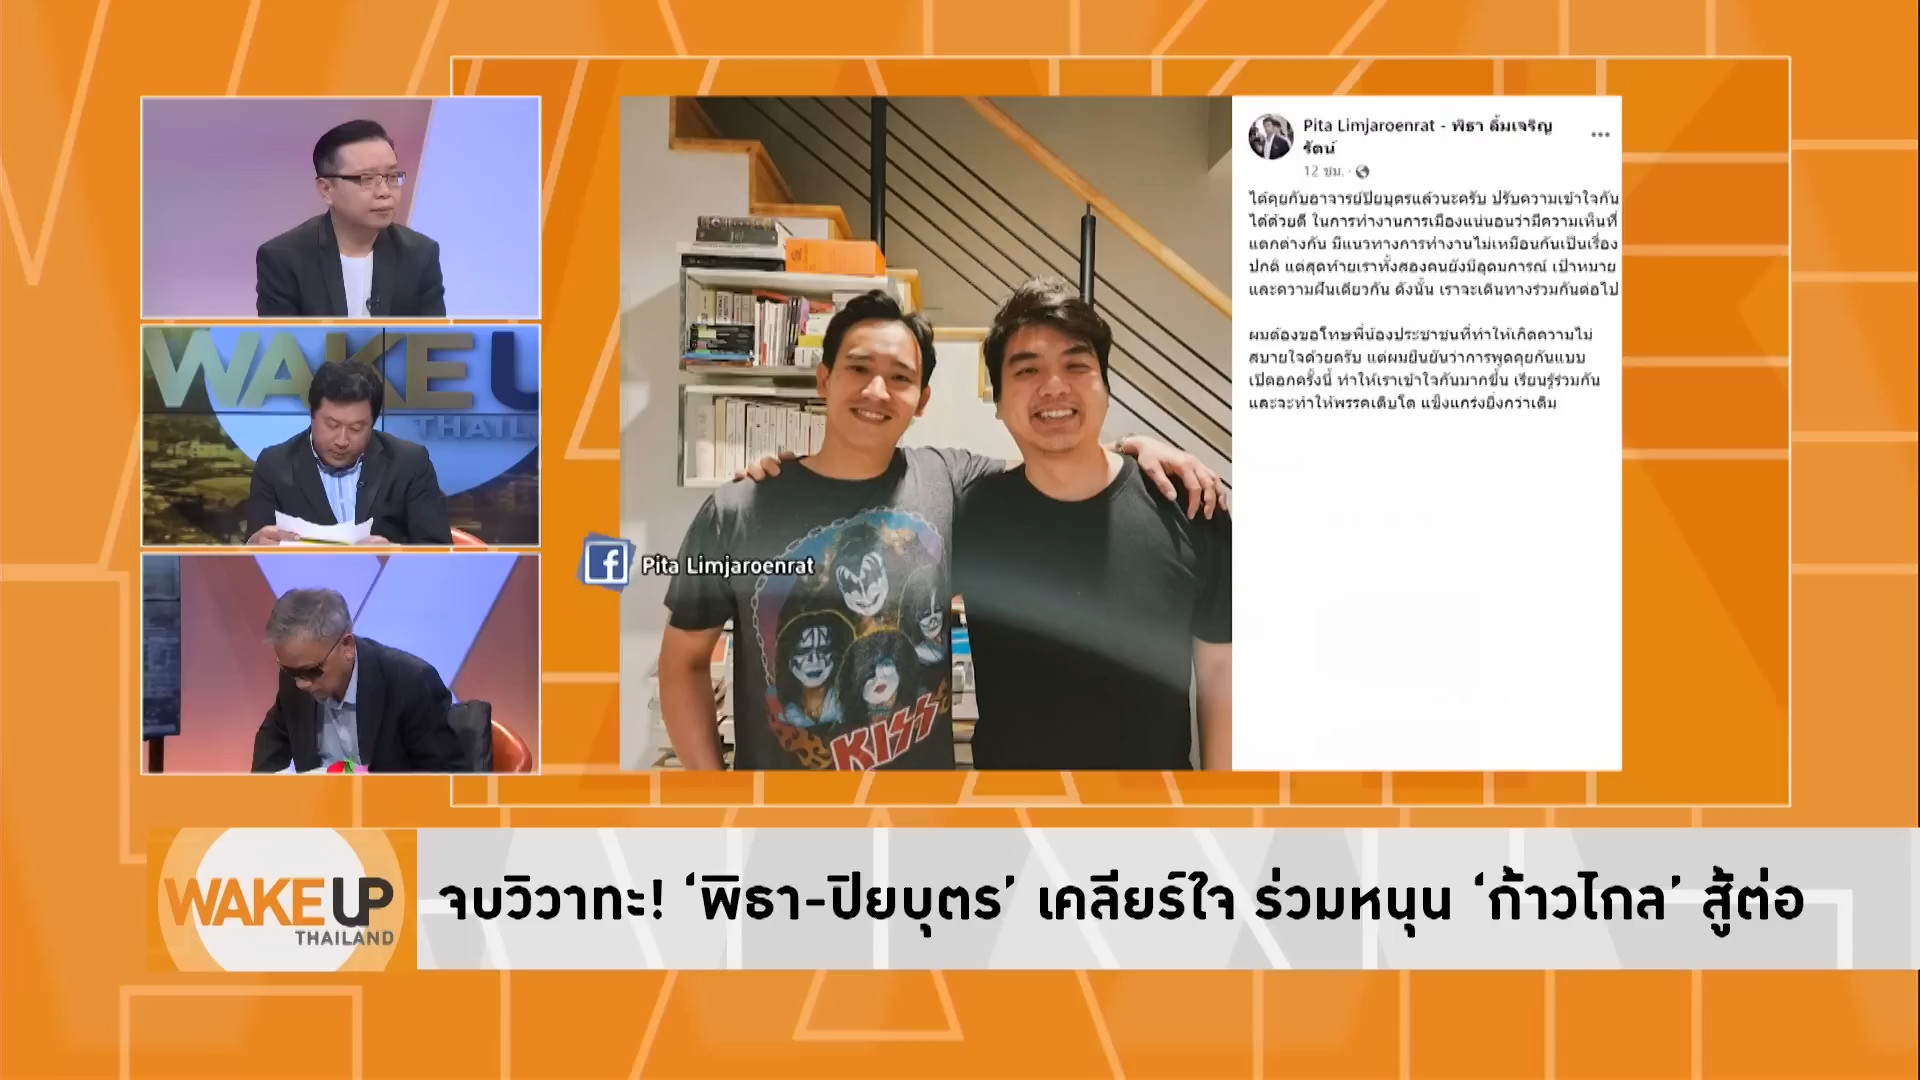 Pita Limjaroenrat - พิธา ลิ้มเจริญ
รัตน์
12 ชม.
ได้คุยกับอาจารย์ปิยบุตรแล้วนะครับ ปรับความเข้าใจกัน
ได้ด้วยดี ในการทำงานการเมืองแน่นอนว่ามีความเห็นที่
แตกต่างกัน มีแนวทางการทำงานไม่เหมือนกันเป็นเรื่อง
ปกติ แต่สุดท้ายเราทั้งสองคนยังมีอุดมการณ์ เป้าหมาย
และความฝันเดียวกัน ดังนั้น เราจะเดินทางร่วมกันต่อไป
ผมต้องขอโทษพี่น้องประชาชนที่ทำให้เกิดความไม่
สบายใจด้วยครับ แต่ผมยืนยันว่าการพูดคุยกันแบบ
เปิดอกครั้งนี้ ทำให้เราเข้าใจกันมากขึ้น เรียนรู้ร่วมกัน
และจะทำให้พรรคเติบโต แข็งแกร่งยิ่งกว่าเดิม
WAKE U
THAIL
f Pita Limjaroenrat
KISS
WAKE UP
THAILAND
จบวิวาทะ! ‘พิธา-ปิยบุตร’ เคลียร์ใจ ร่วมหนุน ‘ก้าวไกล’ สู้ต่อ